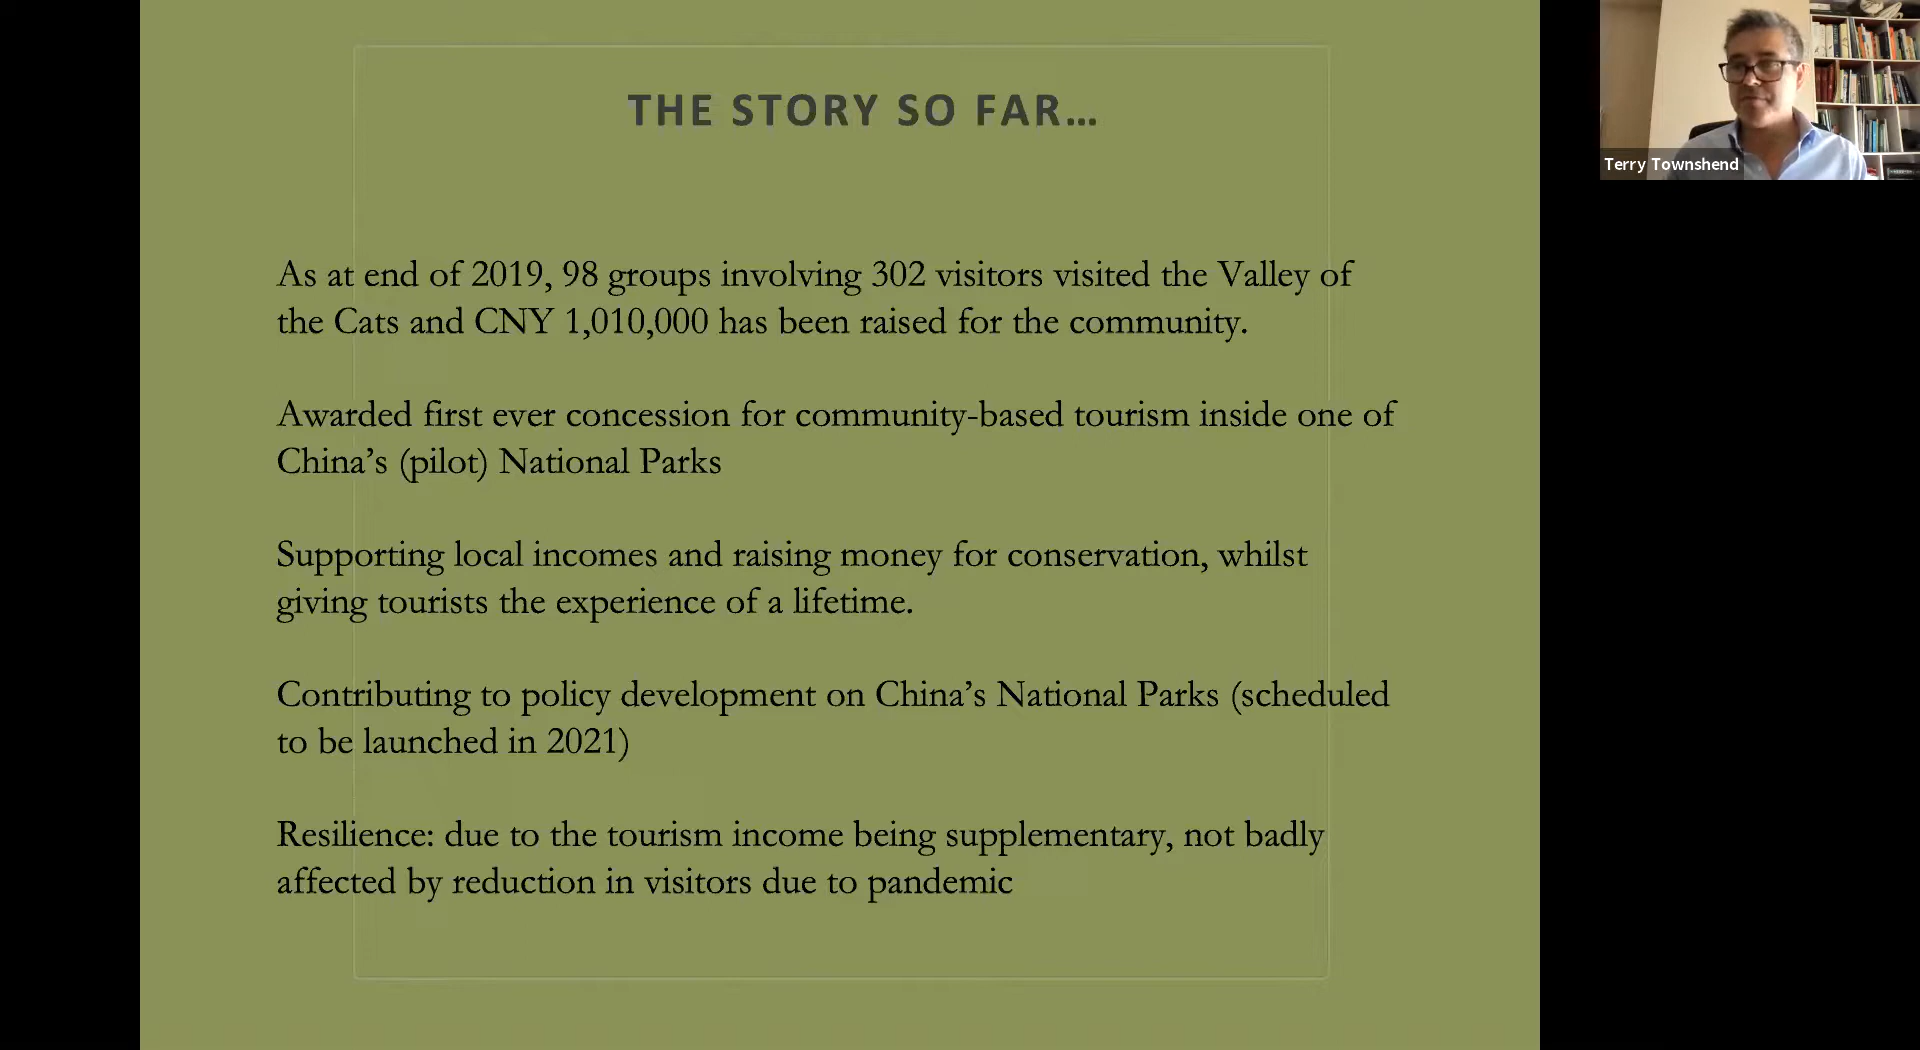 THE STORY SO FAR…
As at end of 2019, 98 groups involving 302 visitors visited the Valley of
the Cats and CNY 1,010,000 has been raised for the community.
Awarded first ever concession for community-based tourism inside one of
China’s (pilot) National Parks
Supporting local incomes and raising money for conservation, whilst
giving tourists the experience of a lifetime.
Contributing to policy development on China’s National Parks (scheduled
to be launched in 2021)
Resilience: due to the tourism income being supplementary, not badly
affected by reduction in visitors due to pandemic
Terry Townshend